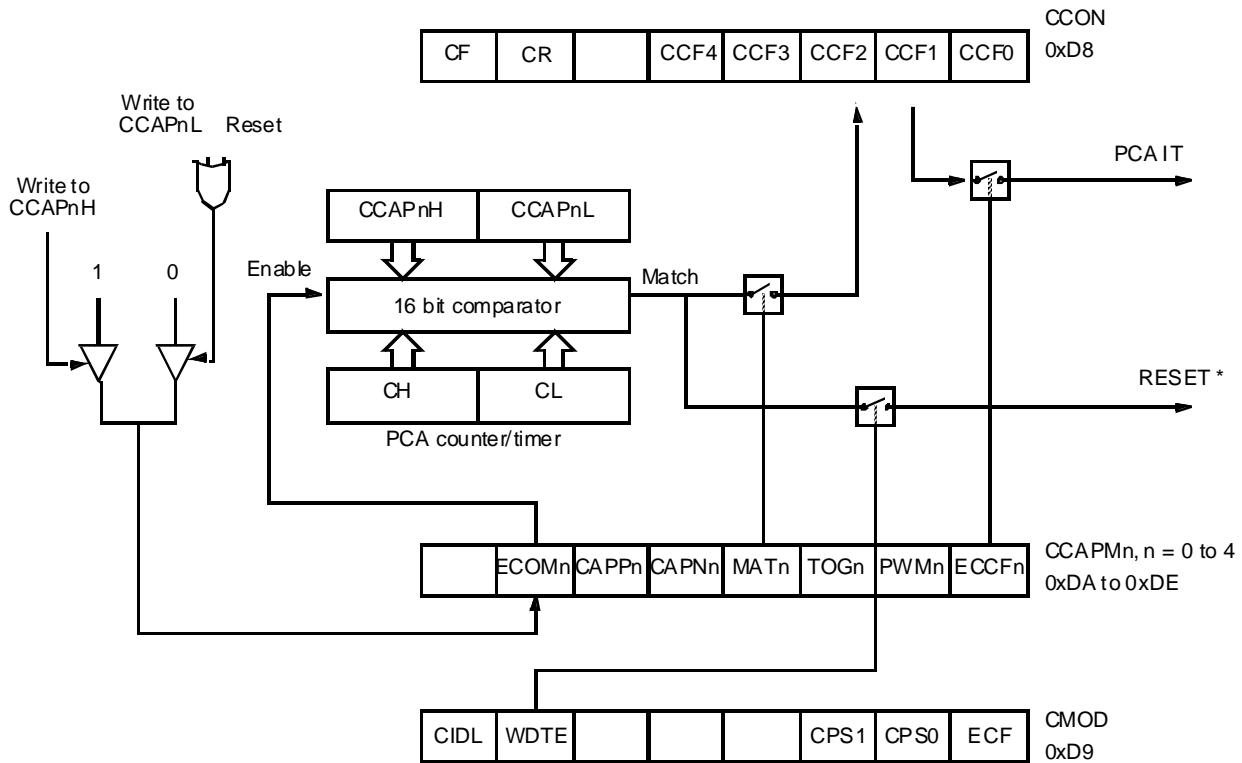 CCON
0xD8
CF CR CCF4 CCF3 CCF2 CCF1 CCF0
Write to
CCAPnL Reset
PCA IT
Write to
CCAPnH
CCAPnH CCAPnL
1 0
Enable
Match
16 bit comparator
RESET *
CH CL
PCA counter/timer
ECOMn CAPPn CAPNn MATn TOGn PWMn ECCFn
CCAPMn, n = 0 to 4
0xDA to 0xDE
CIDL WDTE CPS1 CPS0 ECF
CMOD
0xD9